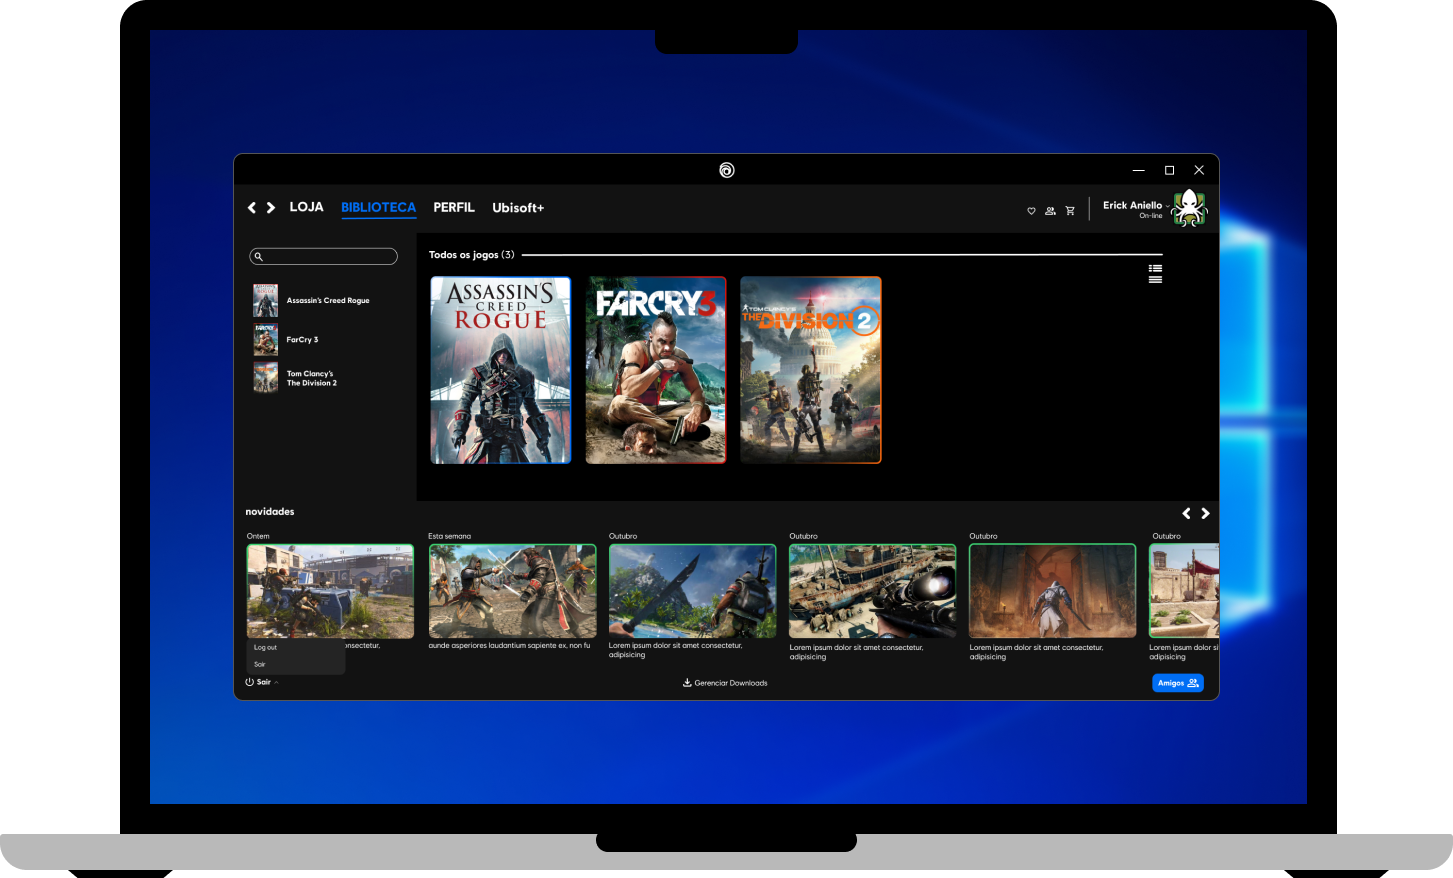 LOJA BIBLIOTECA PERFIL Ubisoft+
Erick Aniello
On-line
Todos os jogos (3)
Assassin's Creed Rogue
FarCry 3
Tom Clancy's
The Division 2
ASSASSIN'S
CREED
ROGUE
FARCRY 3
TOM CLANCY'S
THE DIVISION 2
novidades
Ontem
Esta semana
Outubro
Outubro
Outubro
Outubro
onsectetur,
aunde asperiores laudantium sapiente ex, non fu
Lorem ipsum dolor sit amet consectetur,
adipisicing
Lorem ipsum dolor sit amet consectetur,
adipisicing
Lorem ipsum dolor sit amet consectetur,
adipisicing
Lorem ipsum dolor si
adipisicing
Log out
Sair
Sair
Gerenciar Downloads
Amigos